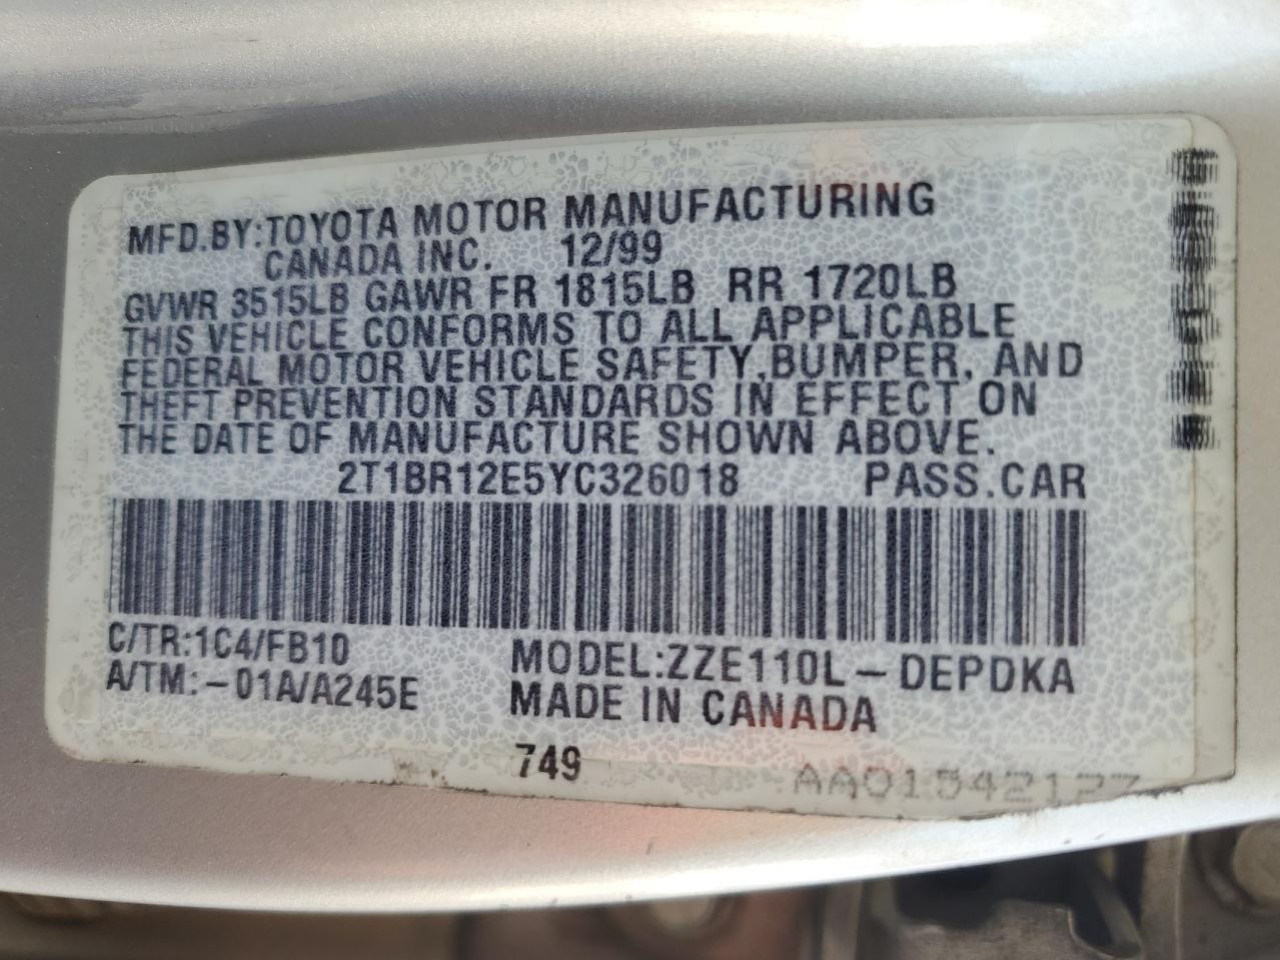 MFD.BY:TOYOTA MOTOR MANUFACTURING
CANADA INC. 12/99
GVWR 3515LB GAWR FR 1815LB RR 1720LB
THIS VEHICLE CONFORMS TO ALL APPLICABLE
FEDERAL MOTOR VEHICLE SAFETY,BUMPER, AND
THEFT PREVENTION STANDARDS IN EFFECT ON
THE DATE OF MANUFACTURE SHOWN ABOVE.
2T1BR12E5YC326018 PASS.CAR
C/TR:1C4/FB10 MODEL:ZZE110L-DEPDKA
A/TM:-01A/A245E MADE IN CANADA
749 AA01542127